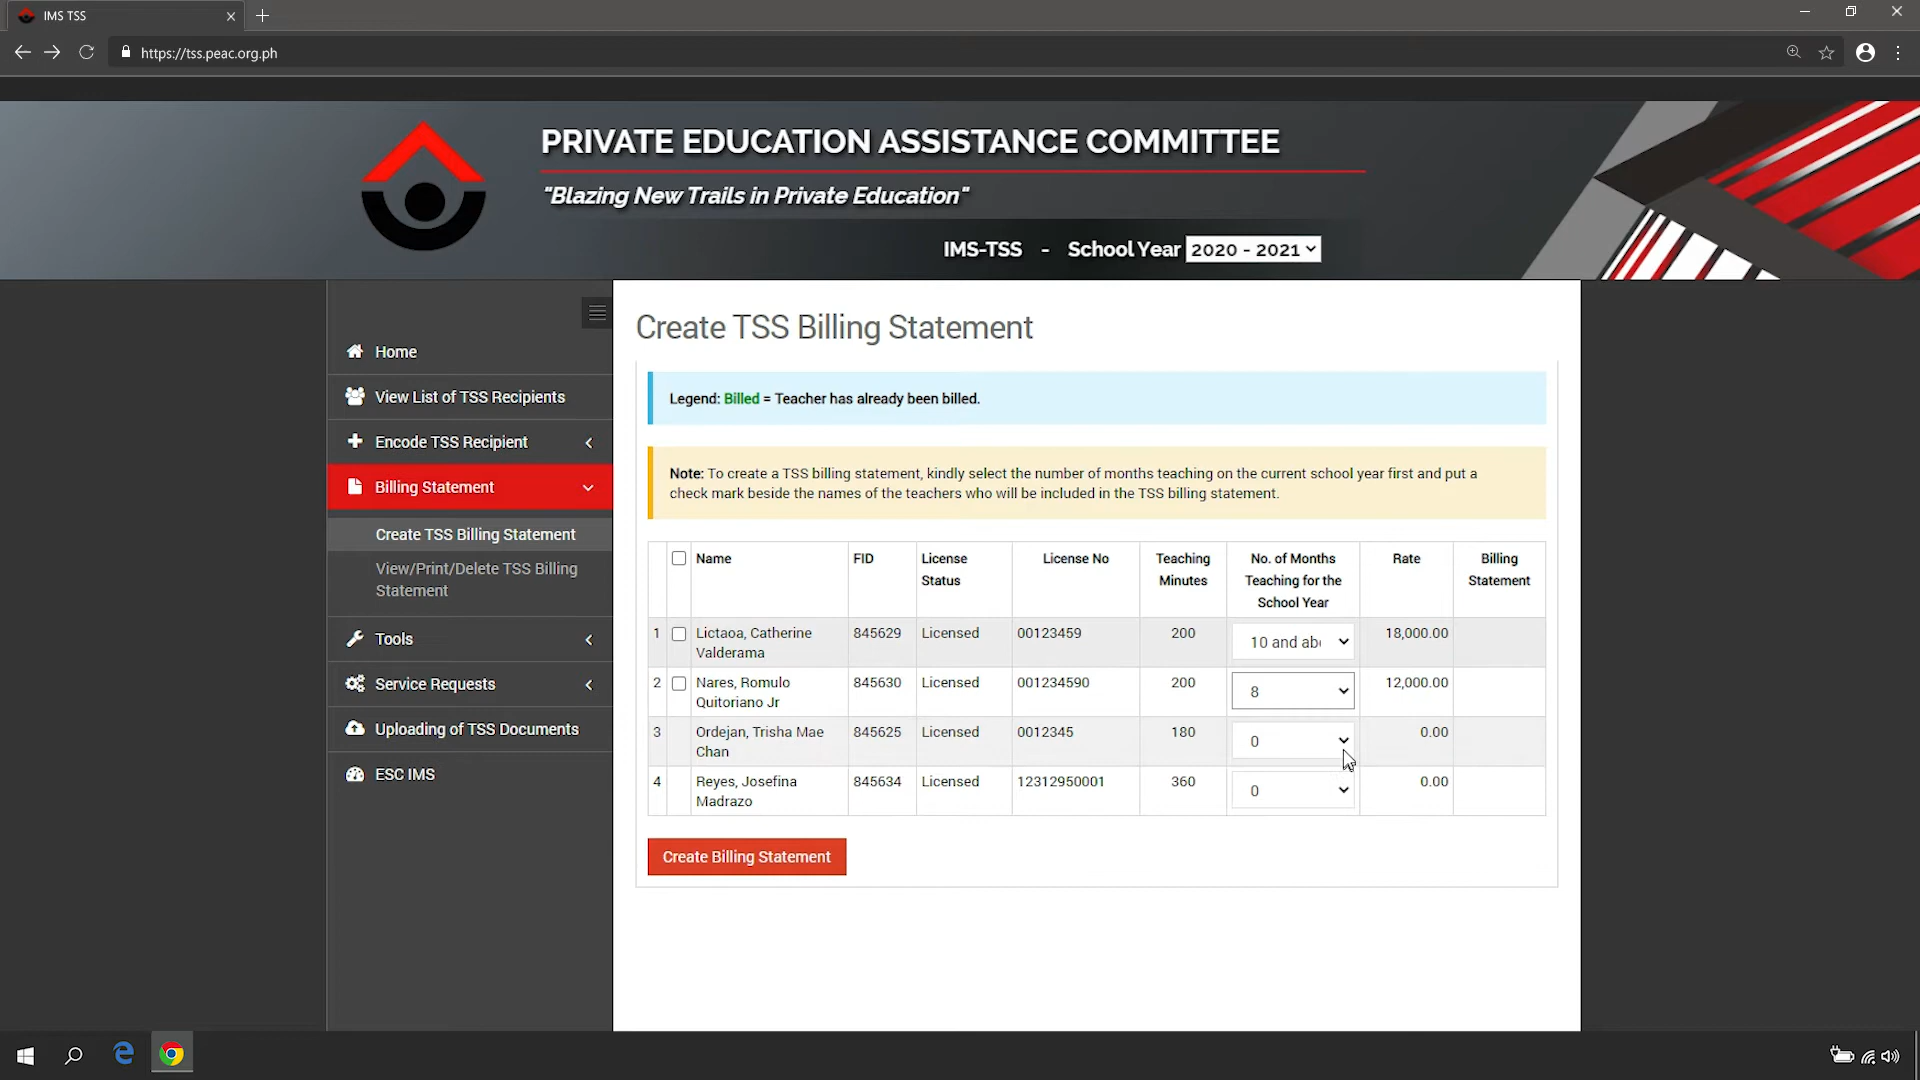 IMS TSS
https://tss.peac.org.ph
PRIVATE EDUCATION ASSISTANCE COMMITTEE
"Blazing New Trails in Private Education"
IMS-TSS - School Year 2020 - 2021
Home
View List of TSS Recipients
Encode TSS Recipient
Billing Statement
Create TSS Billing Statement
View/Print/Delete TSS Billing
Statement
Tools
Service Requests
Uploading of TSS Documents
ESC IMS
Create TSS Billing Statement
Legend: Billed = Teacher has already been billed.
Note: To create a TSS billing statement, kindly select the number of months teaching on the current school year first and put a
check mark beside the names of the teachers who will be included in the TSS billing statement.
Name FID License Status License No Teaching Minutes No. of Months Teaching for the School Year Rate Billing Statement
1 Lictaoa, Catherine Valderama 845629 Licensed 00123459 200 10 and abo 18,000.00
2 Nares, Romulo Quitoriano Jr 845630 Licensed 001234590 200 8 12,000.00
3 Ordejan, Trisha Mae Chan 845625 Licensed 0012345 180 0 0.00
4 Reyes, Josefina Madrazo 845634 Licensed 12312950001 360 0 0.00
Create Billing Statement